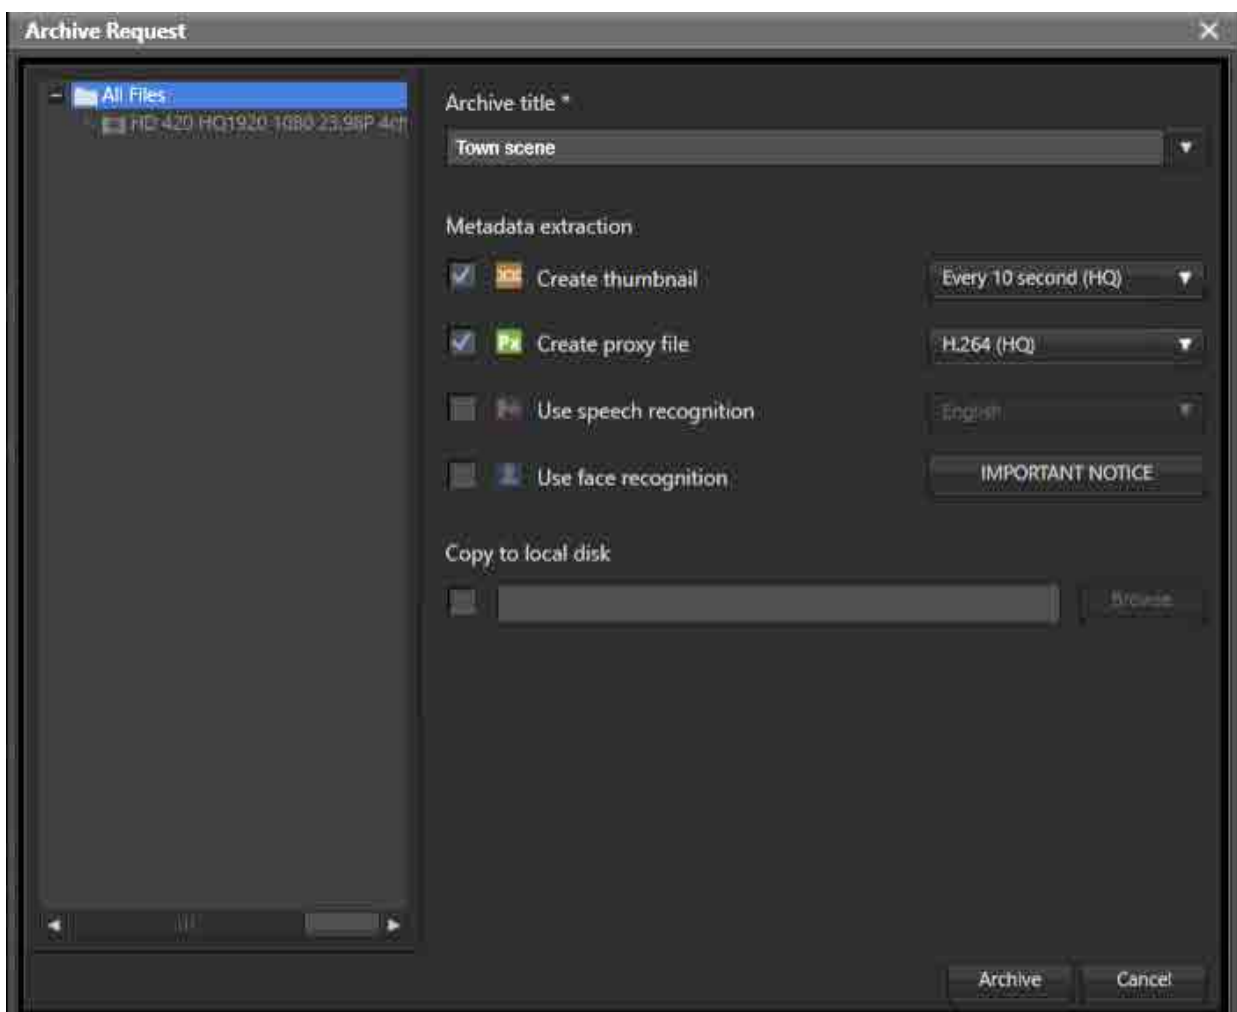 Archive Request
All Files
HD 420 HQ1920 1080 23.98P 4ch
Archive title *
Town scene
Metadata extraction
Create thumbnail
Every 10 second (HQ)
Px Create proxy file
H.264 (HQ)
Use speech recognition
English
Use face recognition
IMPORTANT NOTICE
Copy to local disk
Browse
Archive
Cancel